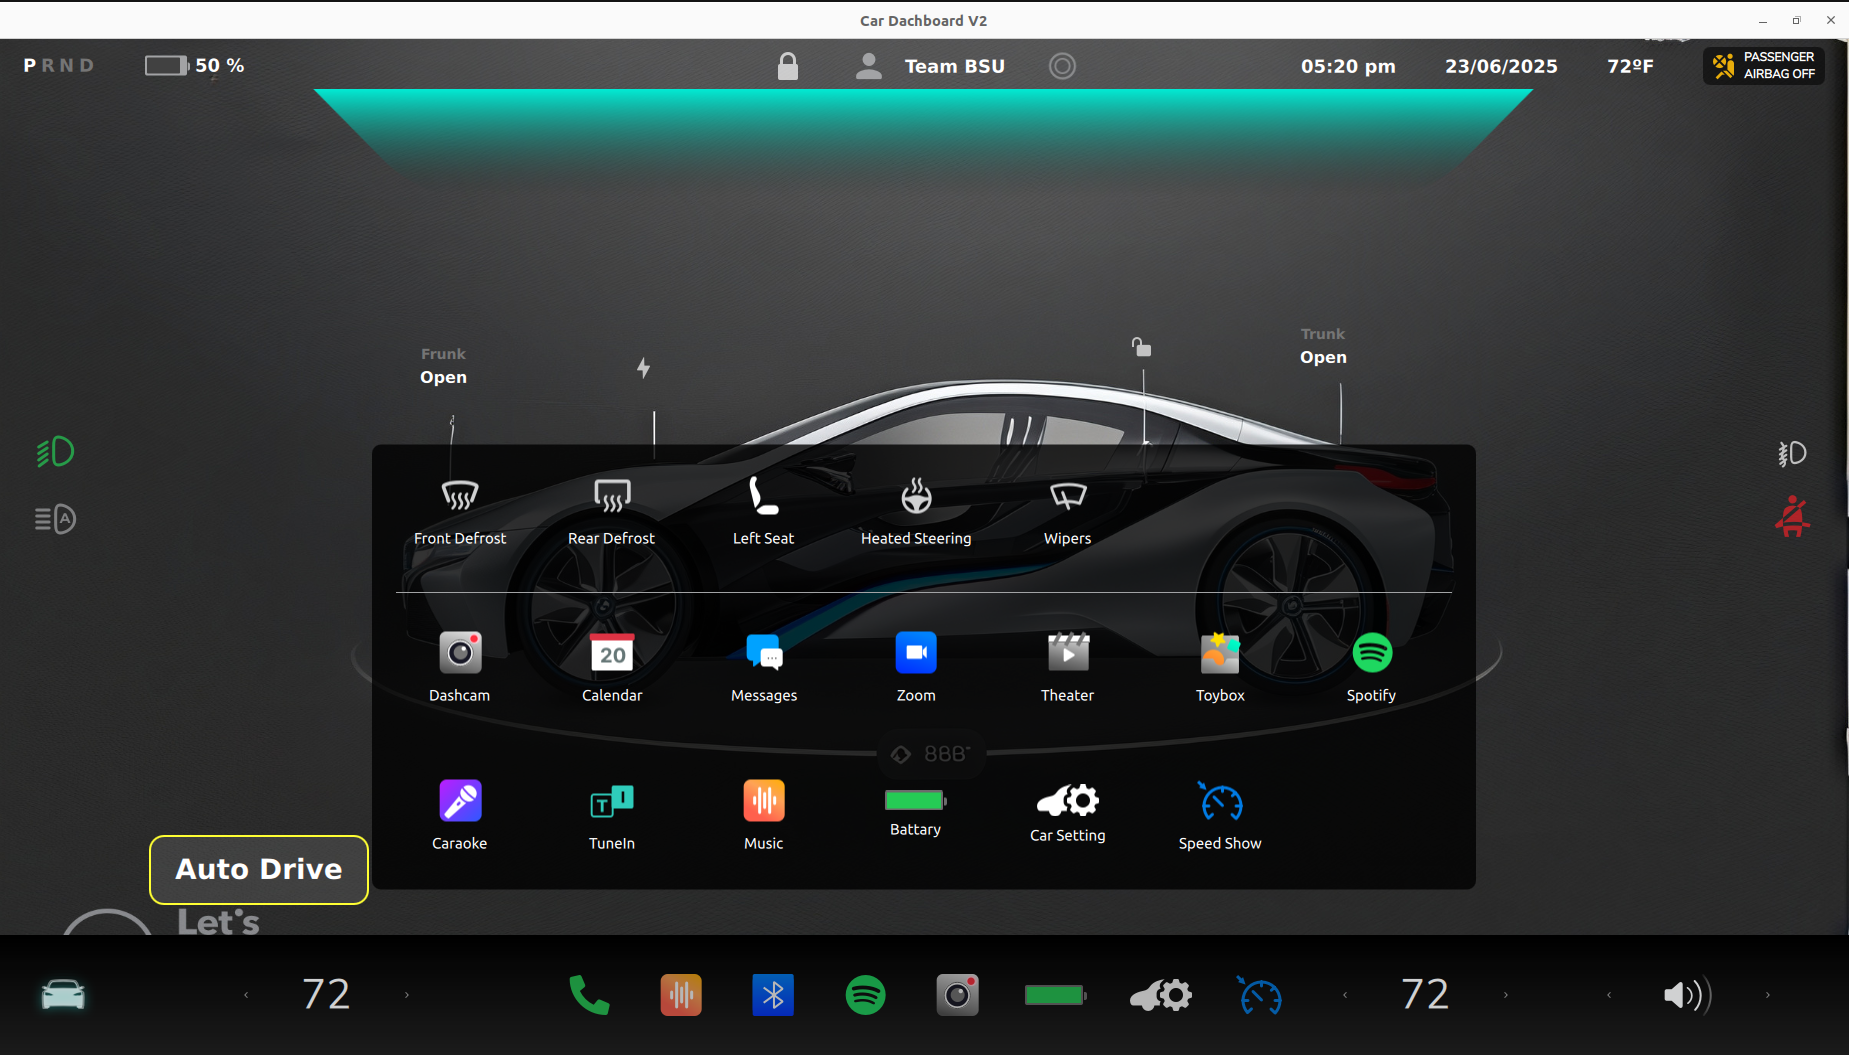 Car Dachboard V2
P R N D
50 %
Team BSU
05:20 pm
23/06/2025
72ºF
PASSENGER
AIRBAG OFF
Frunk
Open
Trunk
Open
A
Front Defrost
Rear Defrost
Left Seat
Heated Steering
Wipers
20
Dashcam
Calendar
Messages
Zoom
Theater
Toybox
Spotify
888
T I
Caraoke
TuneIn
Music
Battary
Car Setting
Speed Show
Auto Drive
Let's
72
72